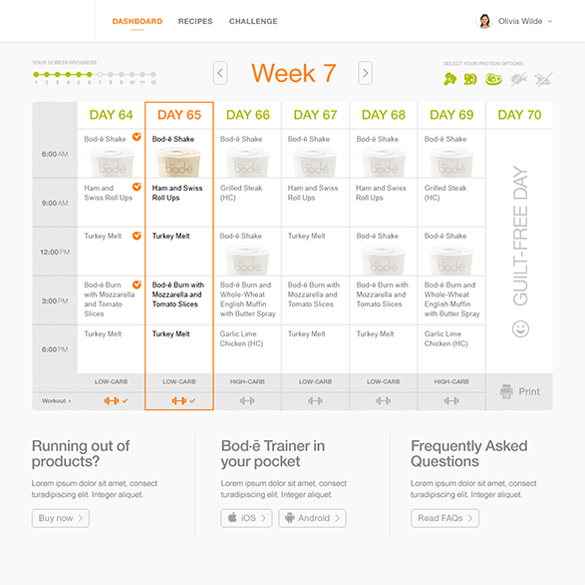 DASHBOARD RECIPES CHALLENGE
Olivia Wilde
YOUR 12 WEEK PROGRESS
1 2 3 4 5 6 7 8 9 10 11 12
Week 7
SELECT YOUR PROTEIN OPTIONS
DAY 64 DAY 65 DAY 66 DAY 67 DAY 68 DAY 69 DAY 70
6:00 AM
Bod-ē Shake Bod-ē Shake Bod-ē Shake Bod-ē Shake Bod-ē Shake Bod-ē Shake
bodē bodē bodē bodē bodē bodē
9:00 AM
Ham and Ham and Swiss Grilled Steak Ham and Swiss Ham and Swiss Grilled Steak
Swiss Roll Ups Roll Ups (HC) Roll Ups Roll Ups (HC)
12:00 PM
Turkey Melt Turkey Melt Bod-ē Shake Turkey Melt Bod-ē Shake Bod-ē Shake
bodē bodē bodē
3:00 PM
Bod-ē Burn Bod-ē Burn with Bod-ē Burn and Bod-ē Burn with Bod-ē Burn with Bod-ē Burn and
with Mozzarella Mozzarella and Whole-Wheat Mozzarella and Mozzarella and Whole-Wheat
and Tomato Tomato Slices English Muffin Tomato Slices Tomato Slices English Muffin
Slices with Butter Spray with Butter Spray
6:00 PM
Turkey Melt Turkey Melt Garlic Lime Turkey Melt Turkey Melt Garlic Lime
Chicken (HC) Chicken (HC)
GUILT-FREE DAY
LOW-CARB LOW-CARB HIGH-CARB LOW-CARB LOW-CARB HIGH-CARB
Workout
Print
Running out of
products?
Lorem ipsum dolor sit amet, consect
turadipiscing elit. Integer aliquet.
Buy now
Bod·ē Trainer in
your pocket
Lorem ipsum dolor sit amet, consect
turadipiscing elit. Integer aliquet.
iOS Android
Frequently Asked
Questions
Lorem ipsum dolor sit amet, consect
turadipiscing elit. Integer aliquet.
Read FAQs